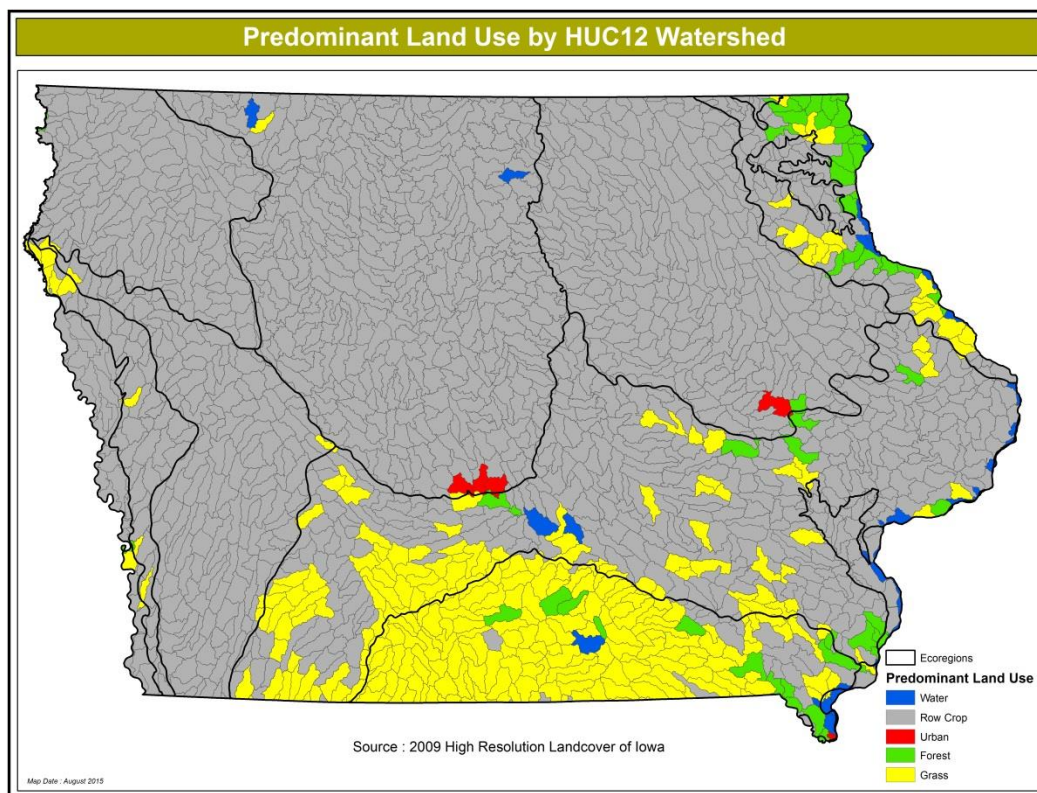 Predominant Land Use by HUC12 Watershed
Ecoregions
Predominant Land Use
Water
Row Crop
Urban
Forest
Grass
Source : 2009 High Resolution Landcover of Iowa
Map Date : August 2015